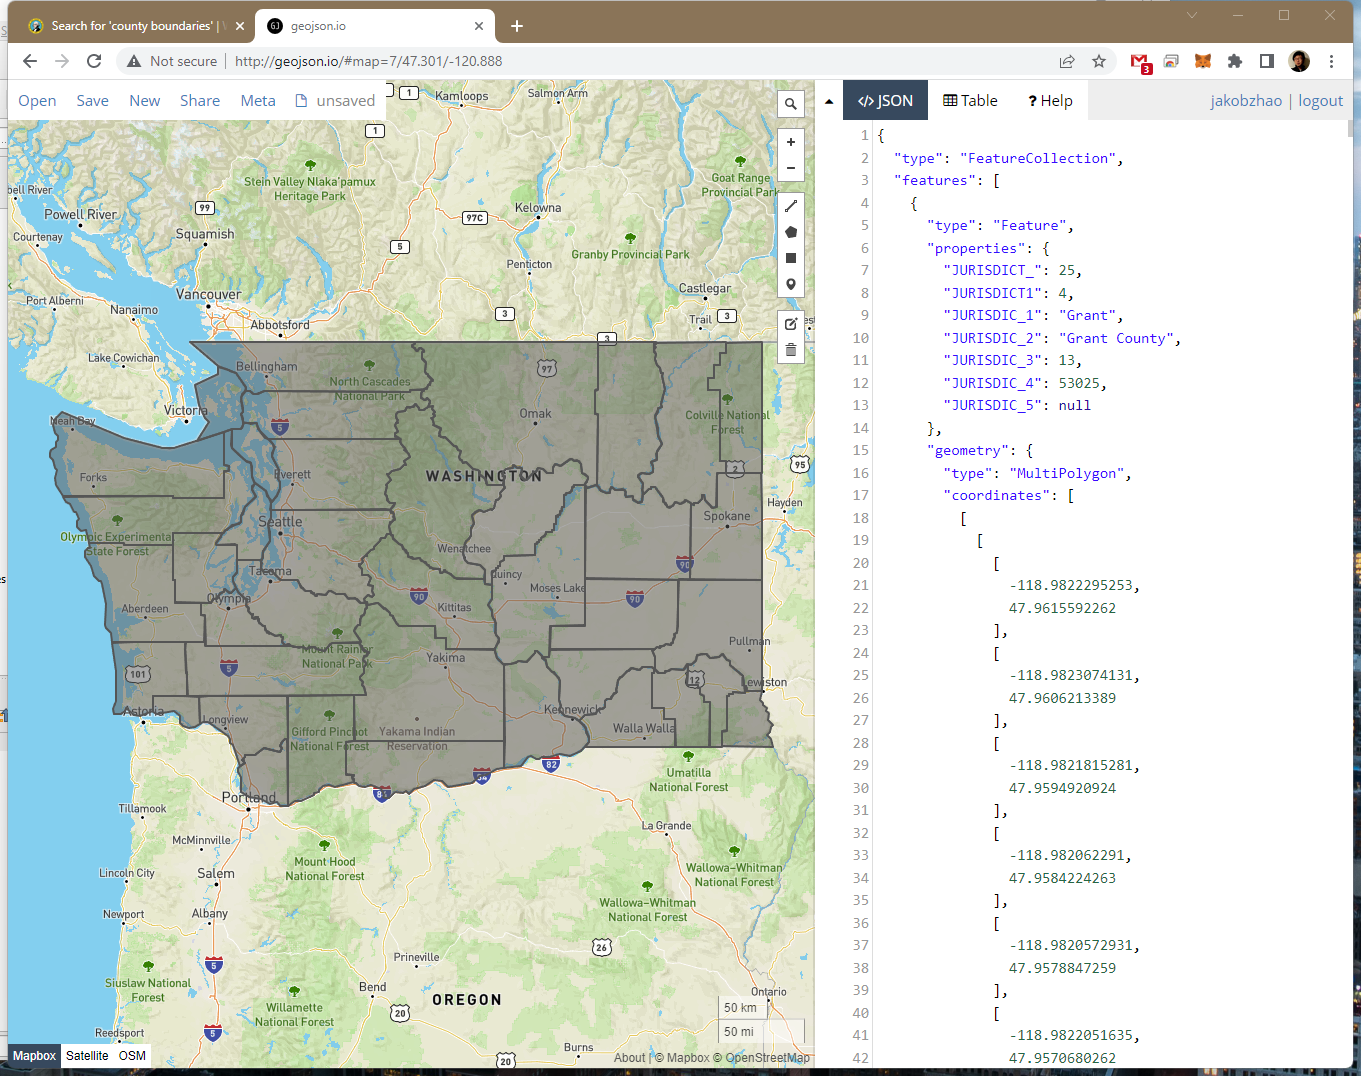 Search for 'county boundaries' |
geojson.io
Not secure
http://geojson.io/#map=7/47.301/-120.888
3
Open
Save
New
Share
Meta
unsaved
</> JSON
Table
? Help
jakobzhao | logout
1
Kamloops
Salmon Arm
1
Stein Valley Nlaka'pamux
Heritage Park
Goat Range
Provincial Park
bell River
Powell River
99
Kelowna
97C
Courtenay
Squamish
5
Granby Provincial Park
Penticton
Port Alberni
Vancouver
Castlegar
Nanaimo
3
Trail
3
Abbotsford
3
Lake Cowichan
Bellingham
97
North Cascades
National Park
Victoria
Omak
Colville National
Forest
Neah Bay
5
WASHINGTON
2
95
Forks
Everett
Hayden
Seattle
Spokane
Olympic Experimental
State Forest
Wenatchee
90
Tacoma
Quincy
Moses Lake
90
90
Olympia
Kittitas
Aberdeen
Pullman
Mount Rainier
National Park
Yakima
101
5
12
Lewiston
Astoria
Longview
Kennewick
Gifford Pinchot
National Forest
Yakama Indian
Reservation
Walla Walla
82
84
Umatilla
National Forest
Portland
84
Tillamook
La Grande
McMinnville
Mount Hood
National Forest
Wallowa-Whitman
National Forest
Lincoln City
Salem
Wallowa-Whitman
National Forest
Newport
Albany
26
5
Prineville
Siuslaw National
Forest
Bend
OREGON
Ontario
Willamette
National Forest
20
50 km
50 mi
Reedsport
5
Burns
20
Mapbox
Satellite
OSM
About | © Mapbox © OpenStreetMap
1 {
2 "type": "FeatureCollection",
3 "features": [
4 {
5 "type": "Feature",
6 "properties": {
7 "JURISDICT_": 25,
8 "JURISDICT1": 4,
9 "JURISDIC_1": "Grant",
10 "JURISDIC_2": "Grant County",
11 "JURISDIC_3": 13,
12 "JURISDIC_4": 53025,
13 "JURISDIC_5": null
14 },
15 "geometry": {
16 "type": "MultiPolygon",
17 "coordinates": [
18 [
19 [
20 [
21 -118.9822295253,
22 47.9615592262
23 ],
24 [
25 -118.9823074131,
26 47.9606213389
27 ],
28 [
29 -118.9821815281,
30 47.9594920924
31 ],
32 [
33 -118.982062291,
34 47.9584224263
35 ],
36 [
37 -118.9820572931,
38 47.9578847259
39 ],
40 [
41 -118.9822051635,
42 47.9570680262